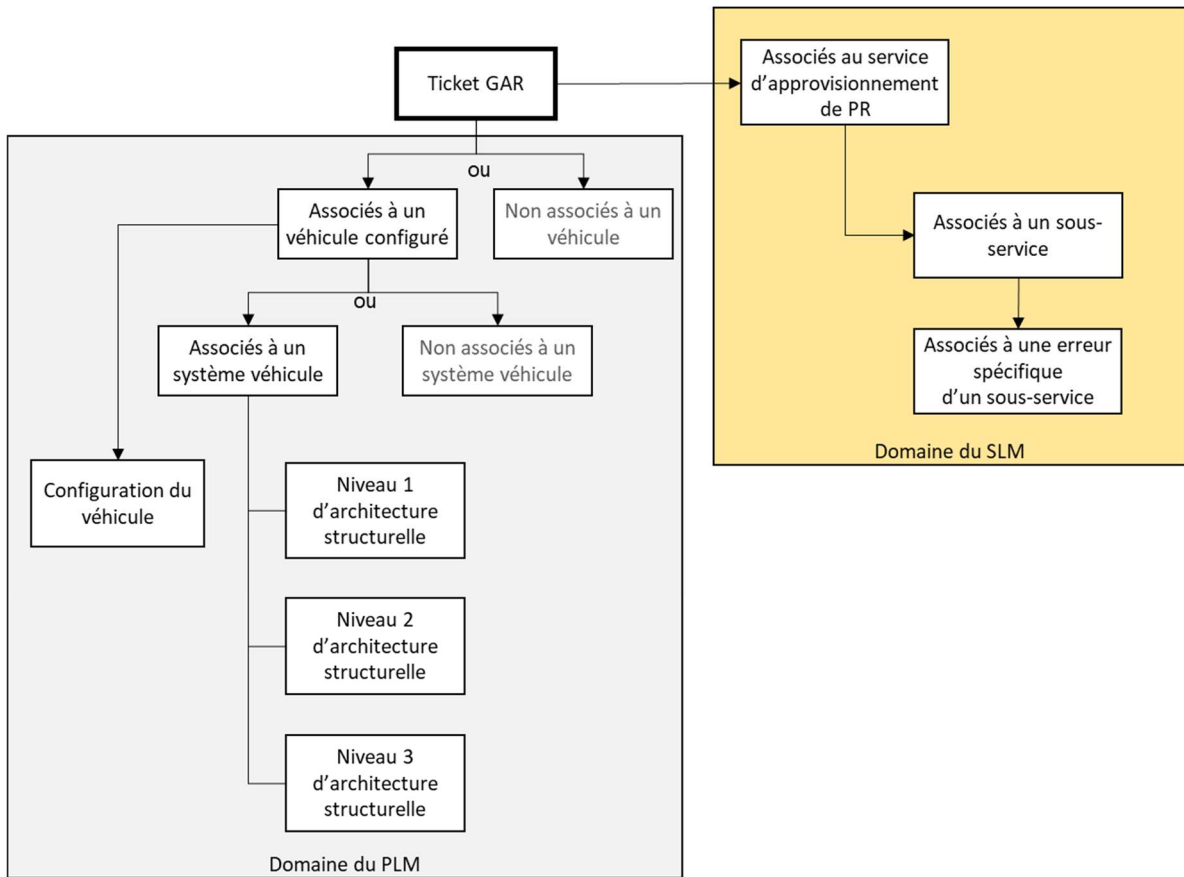 Ticket GAR
Associés au service
d’approvisionnement
de PR
ou
Associés à un
véhicule configuré
Non associés à un
véhicule
Associés à un sous-
service
ou
Associés à un
système véhicule
Non associés à un
système véhicule
Associés à une erreur
spécifique
d’un sous-service
Domaine du SLM
Configuration du
véhicule
Niveau 1
d’architecture
structurelle
Niveau 2
d’architecture
structurelle
Niveau 3
d’architecture
structurelle
Domaine du PLM